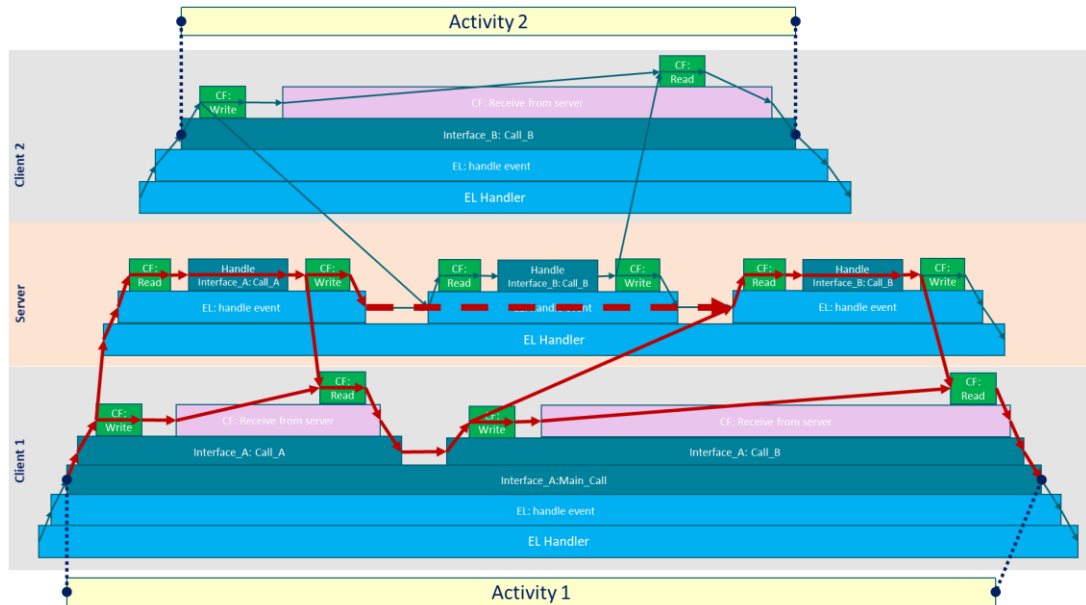 Activity 2
Client 2
CF:
Write
CF:
Read
CF: Receive from server
Interface_B: Call_B
EL: handle event
EL Handler
Server
CF:
Read
Handle
Interface_A: Call_A
CF:
Write
CF:
Read
Handle
Interface_B: Call_B
CF:
Write
CF:
Read
Handle
Interface_B: Call_B
CF:
Write
EL: handle event
EL: handle event
EL: handle event
EL Handler
Client 1
CF:
Write
CF:
Read
CF:
Write
CF:
Read
CF: Receive from server
CF: Receive from server
Interface_A: Call_A
Interface_A: Call_B
Interface_A:Main_Call
EL: handle event
EL Handler
Activity 1